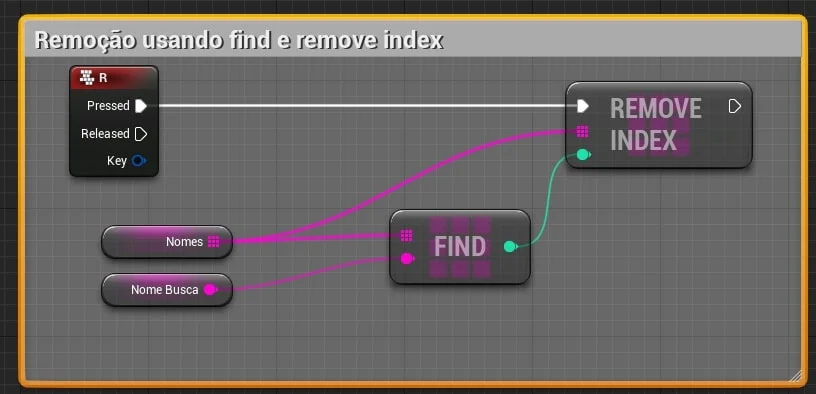 Remoção usando find e remove index
R
Pressed
Released
Key
REMOVE
INDEX
Nomes
FIND
Nome Busca